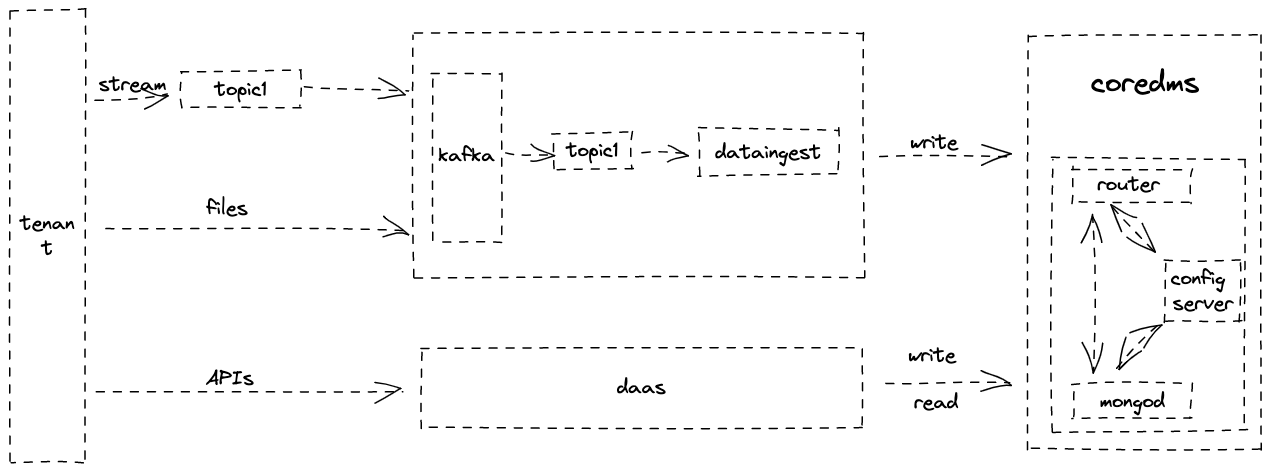 stream
topic1
coredms
kafka
topic1
dataingest
write
router
files
tenan
t
config
server
write
APIs
daas
read
mongod